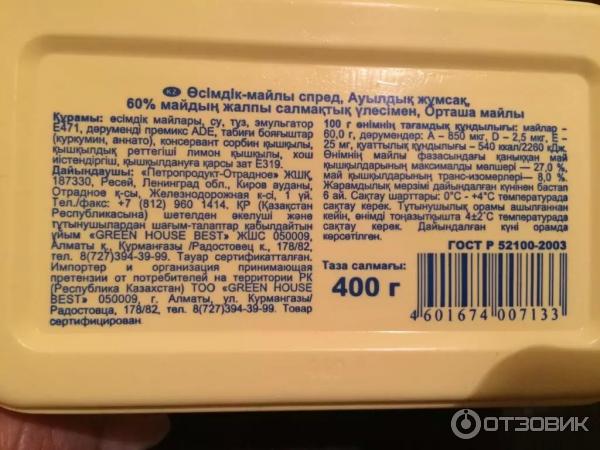 KZ Өсімдік-майлы спред, Ауылдық жұмсақ,
60% майдың жалпы салмақтық үлесімен, Орташа майлы
Құрамы: өсімдік майлары, су, тұз, эмульгатор
Е471, дәруменді премикс ADE, табиғи бояғыштар
(куркумин, аннато), консервант сорбин қышқылы,
қышқылдық реттегіші лимон қышқылы, хош
иістендіргіш, қышқылдануға қарсы зат Е319.
Дайындаушы: «Петропродукт-Отрадное» ЖШҚ,
187330, Ресей, Ленинград обл., Киров ауданы,
Отрадное қ-сы, Железнодорожная к-сі, 1 үй.
Тел./факс: +7 (812) 960 1414, ҚР (Қазақстан
Республикасына) шетелден әкелуші және
тұтынушылардан шағым-талаптар қабылдайтын
ұйым «GREEN HOUSE BEST» ЖШС 050009,
Алматы қ., Құрманғазы /Радостовец к., 178/82,
тел. 8(727)394-39-99. Тауар сертификатталған.
Импортер и организация принимающая
претензии от потребителей на территории РК
(Республика Казахстан) ТОО «GREEN HOUSE
BEST» 050009, г. Алматы, ул. Курмангазы/
Радостовца, 178/82, тел. 8(727)394-39-99. Товар
сертифицирован.
100 г өнімнің тағамдық құндылығы: майлар -
60,0 г, дәрумендер: А – 850 мкг, D – 2,5 мкг, Е –
25 мг, қуаттылық құндылығы - 540 ккал/2260 кДж.
Өнімнің майлы фазасындағы қаныққан май
қышқылдарының максималды мөлшері — 27,0 %,
май қышқылдарының транс-изомерлері— 8,0 %.
Жарамдылық мерзімі дайындалған күнінен бастап
6 ай. Сақтау шарттары: 0°С - +4°С температурада
сақтау керек. Тұтынушылық орамы ашылғаннан
кейін, өнімді тоңазытқышта 4±2°С температурада
сақтау керек. Дайындалған күні орамда
көрсетілген.
ГОСТ Р 52100-2003
Таза салмағы:
400 г
4 601674 007133
ОТЗОВИК